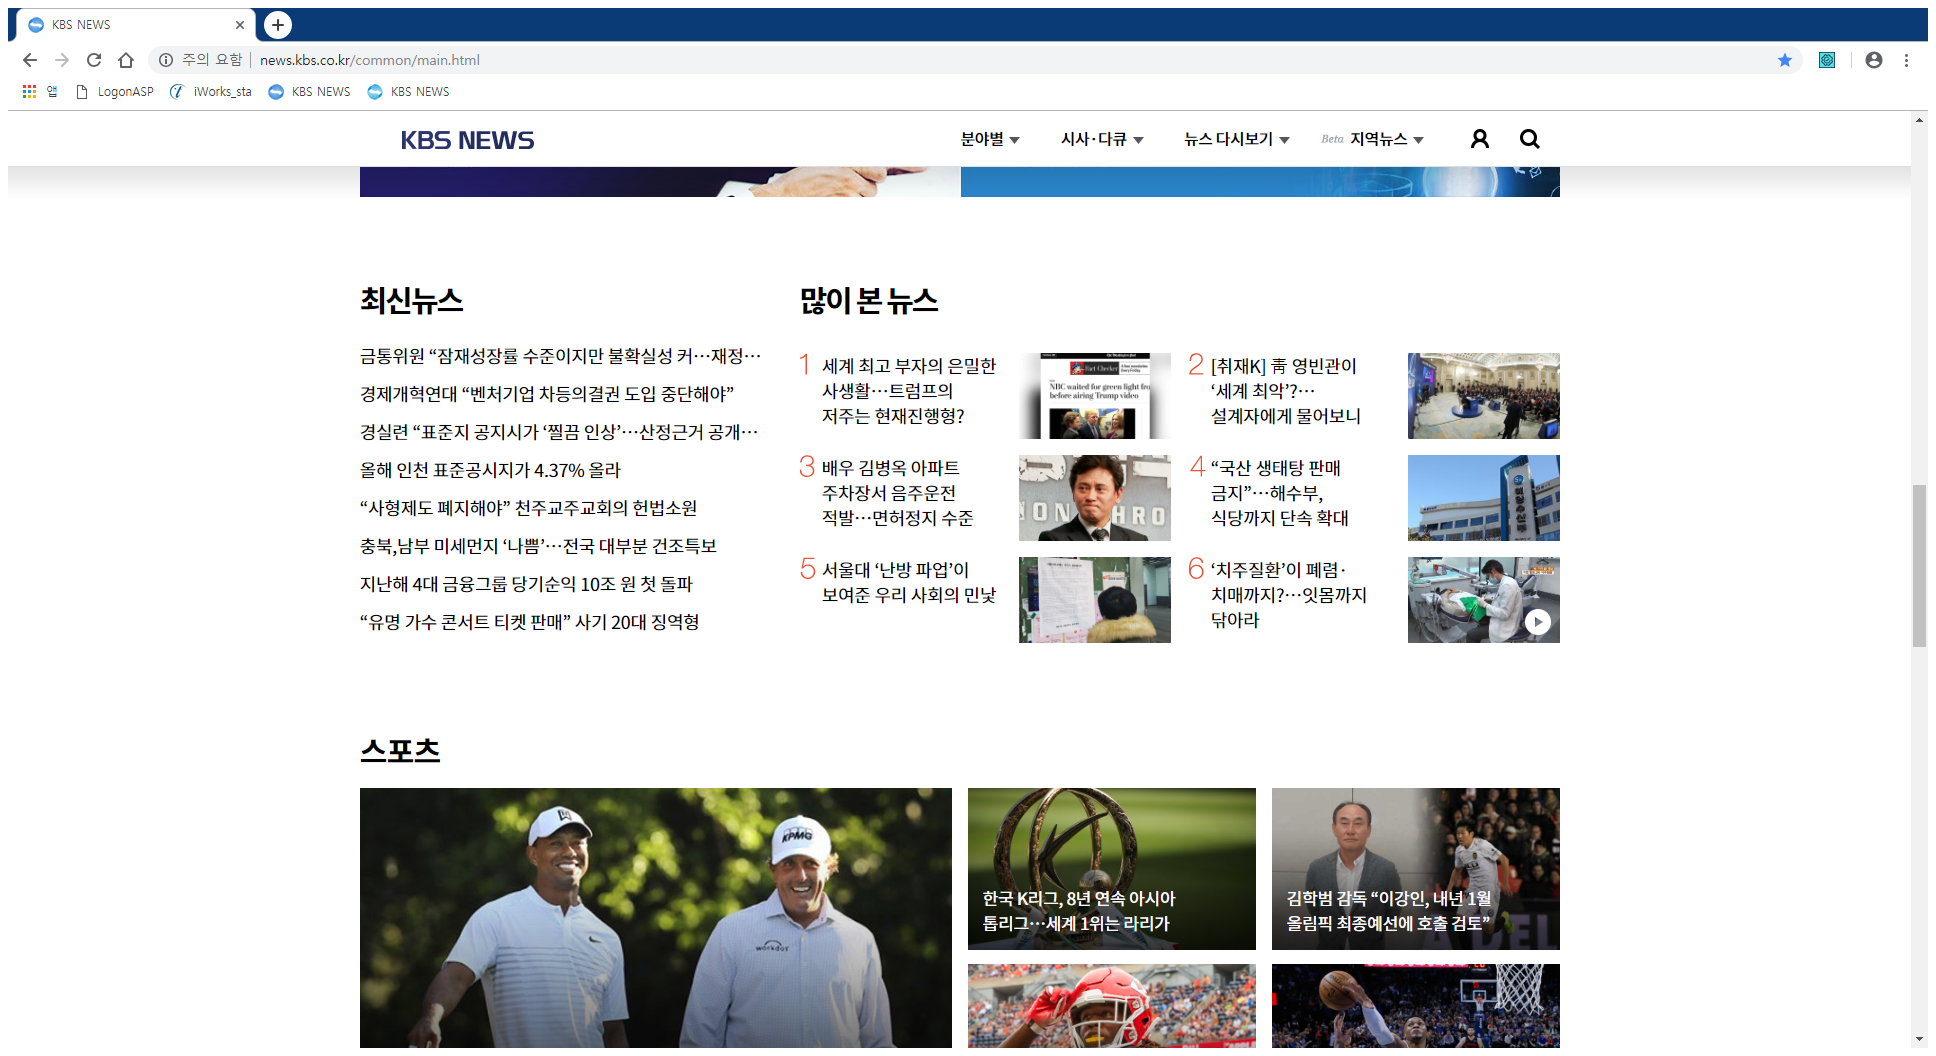 KBS NEWS
주의 요함
news.kbs.co.kr/common/main.html
앱
LogonASP
iWorks_sta
KBS NEWS
KBS NEWS
KBS NEWS
분야별
시사·다큐
뉴스 다시보기
Beta 지역뉴스
최신뉴스
금통위원 “잠재성장률 수준이지만 불확실성 커…재정…
경제개혁연대 “벤처기업 차등의결권 도입 중단해야”
경실련 “표준지 공지시가 ‘찔끔 인상’…산정근거 공개…
올해 인천 표준공시지가 4.37% 올라
“사형제도 폐지해야” 천주교주교회의 헌법소원
충북,남부 미세먼지 ‘나쁨’…전국 대부분 건조특보
지난해 4대 금융그룹 당기순익 10조 원 첫 돌파
“유명 가수 콘서트 티켓 판매” 사기 20대 징역형
많이 본 뉴스
1 세계 최고 부자의 은밀한
사생활…트럼프의
저주는 현재진행형?
Fact Checker
NBC waited for green light fro
before airing Trump video
2 [취재K] 靑 영빈관이
‘세계 최악’?…
설계자에게 물어보니
3 배우 김병옥 아파트
주차장서 음주운전
적발…면허정지 수준
4 “국산 생태탕 판매
금지”…해수부,
식당까지 단속 확대
5 서울대 ‘난방 파업’이
보여준 우리 사회의 민낯
6 ‘치주질환’이 폐렴·
치매까지?…잇몸까지
닦아라
스포츠
KPMG
workday
한국 K리그, 8년 연속 아시아
톱리그…세계 1위는 라리가
김학범 감독 “이강인, 내년 1월
올림픽 최종예선에 호출 검토”